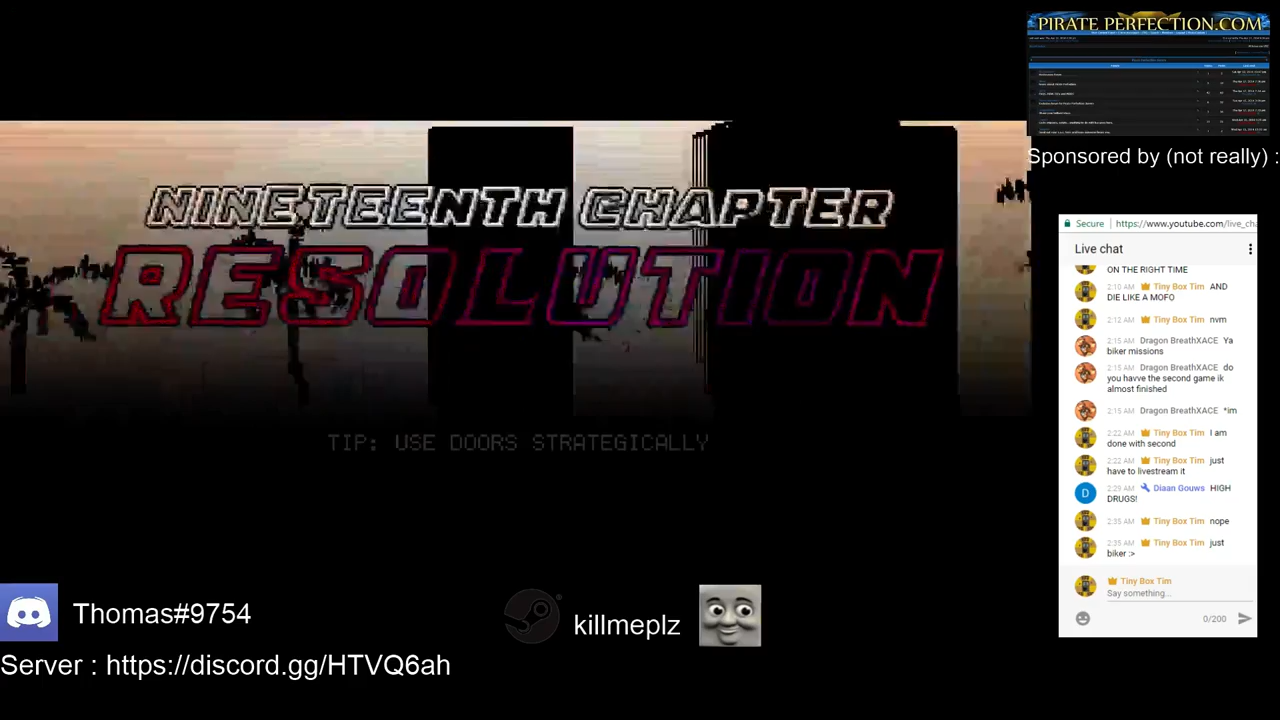 PIRATE PERFECTION.COM
Sponsored by (not really) :
NINETEENTH CHAPTER
RESOLUTION
TIP: USE DOORS STRATEGICALLY
Secure | https://www.youtube.com/live_cha
Live chat
ON THE RIGHT TIME
2:10 AM Tiny Box Tim AND
DIE LIKE A MOFO
2:12 AM Tiny Box Tim nvm
2:15 AM Dragon BreathXACE Ya
biker missions
2:15 AM Dragon BreathXACE do
you havve the second game ik
almost finished
2:15 AM Dragon BreathXACE *im
2:22 AM Tiny Box Tim I am
done with second
2:22 AM Tiny Box Tim just
have to livestream it
D
2:29 AM Diaan Gouws HIGH
DRUGS!
2:35 AM Tiny Box Tim nope
2:35 AM Tiny Box Tim just
biker :>
Tiny Box Tim
Say something...
0/200
Thomas#9754
killmeplz
Server : https://discord.gg/HTVQ6ah